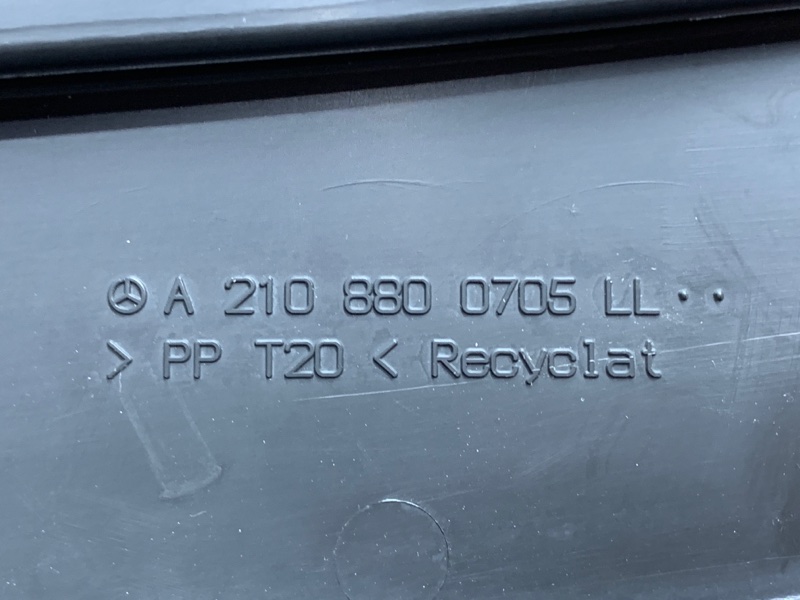 A 210 880 0705 LL··
> PP T20 < Recyclat